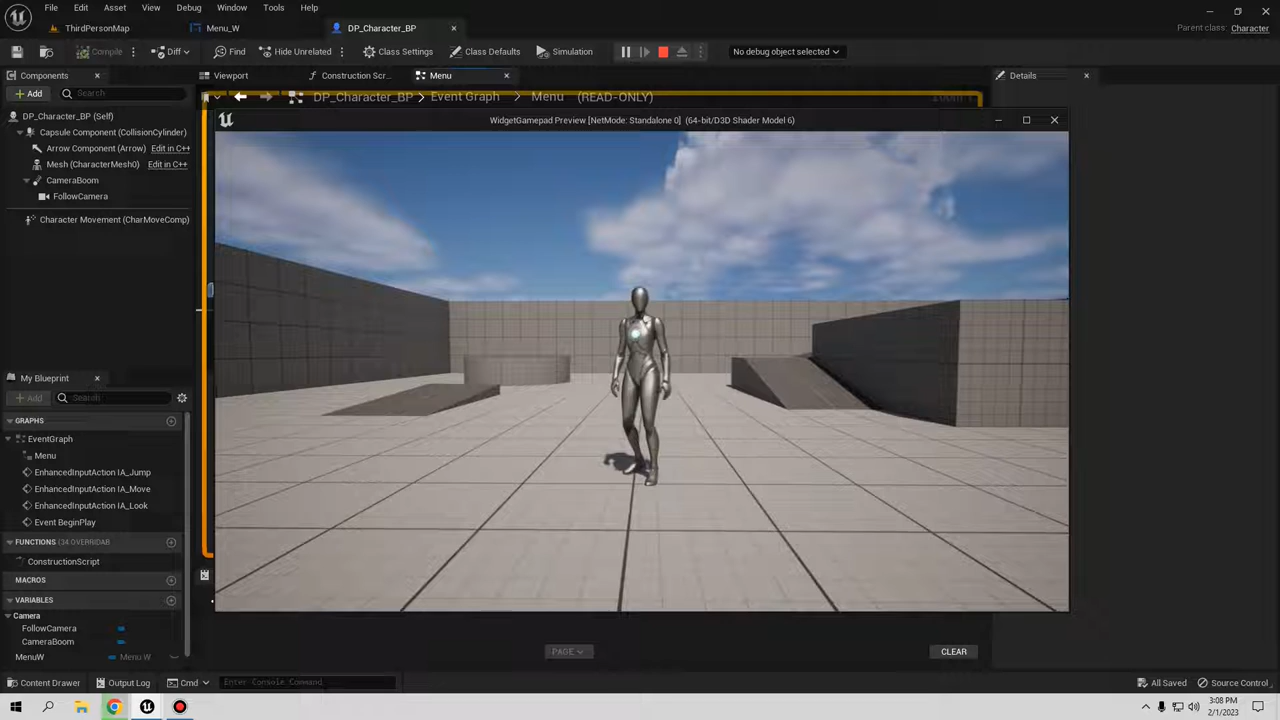 File Edit Asset View Debug Window Tools Help
ThirdPersonMap Menu_W DP_Character_BP
Parent class: Character
Compile Diff Find Hide Unrelated Class Settings Class Defaults Simulation No debug object selected
Components Viewport Construction Scr... Menu Details
+ Add Search
DP_Character_BP > Event Graph > Menu (READ-ONLY)
DP_Character_BP (Self)
WidgetGamepad Preview [NetMode: Standalone 0] (64-bit/D3D Shader Model 6)
Capsule Component (CollisionCylinder)
Arrow Component (Arrow) Edit in C++
Mesh (CharacterMesh0) Edit in C++
CameraBoom
FollowCamera
Character Movement (CharMoveComp)
My Blueprint
+ Add Search
GRAPHS
EventGraph
Menu
EnhancedInputAction IA_Jump
EnhancedInputAction IA_Move
EnhancedInputAction IA_Look
Event BeginPlay
FUNCTIONS (34 OVERRIDAB
ConstructionScript
MACROS
VARIABLES
Camera
FollowCamera
CameraBoom
MenuW Menu W
PAGE CLEAR
Content Drawer Output Log Cmd Enter Console Command All Saved Source Control
3:08 PM
2/1/2023